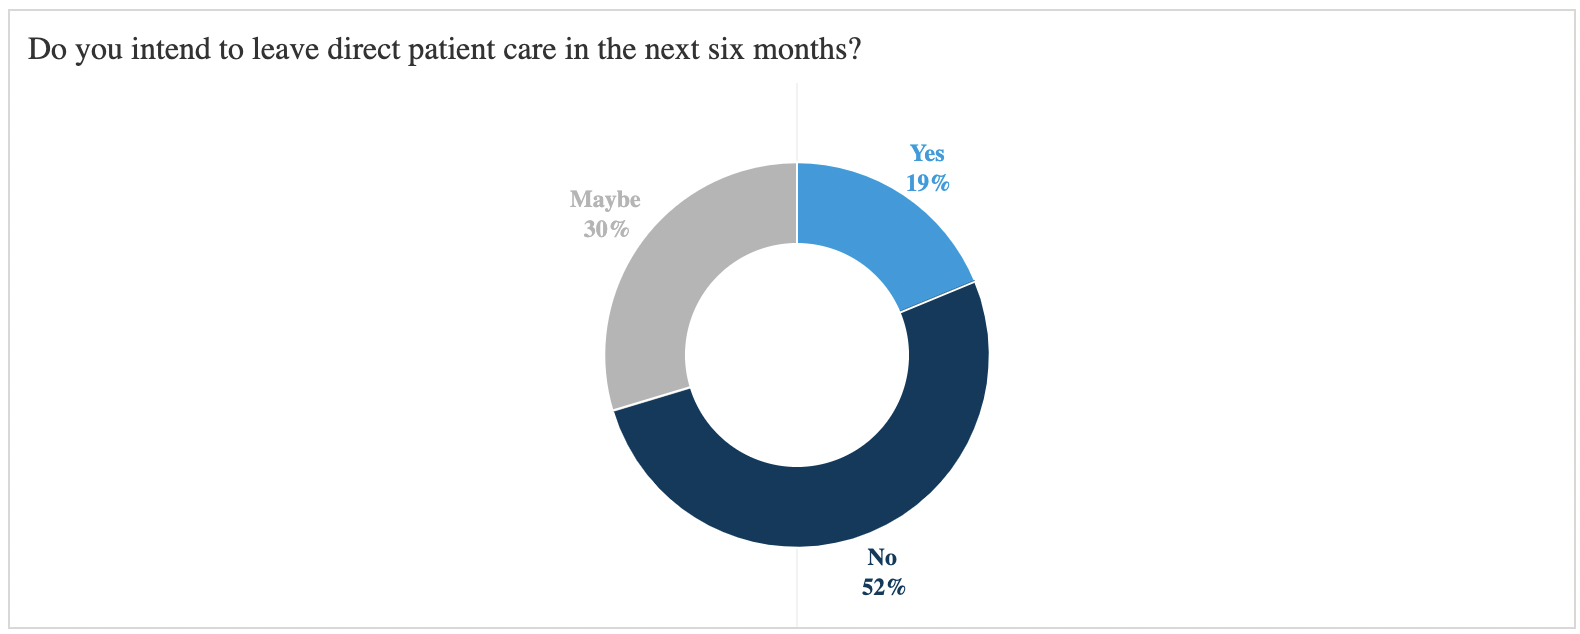 Do you intend to leave direct patient care in the next six months?
Yes
19%
Maybe
30%
No
52%